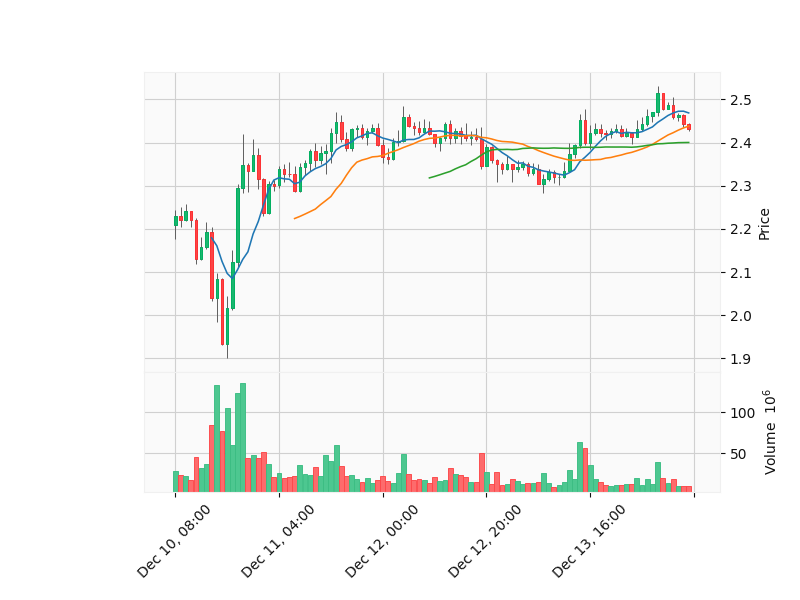 2.5
2.4
2.3
2.2
2.1
2.0
1.9
Price
100
50
Volume 10^6
Dec 10, 08:00
Dec 11, 04:00
Dec 12, 00:00
Dec 12, 20:00
Dec 13, 16:00